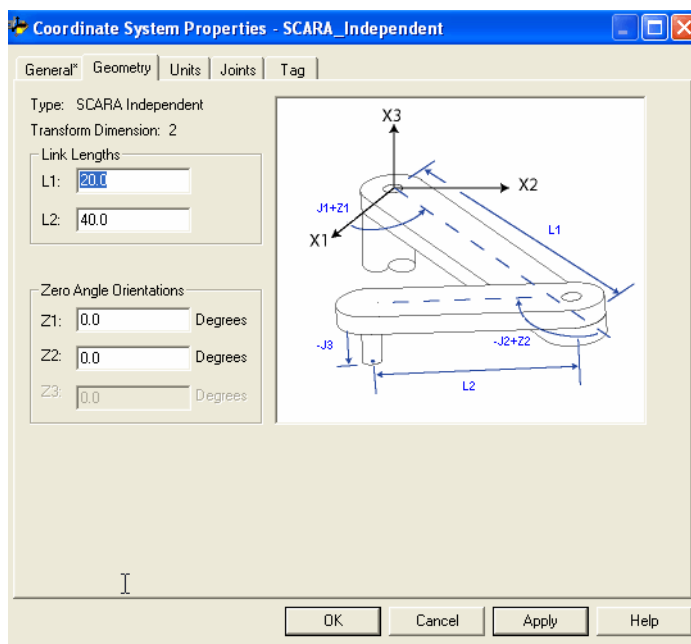 Coordinate System Properties - SCARA_Independent
General* Geometry Units Joints Tag
Type: SCARA Independent
Transform Dimension: 2
Link Lengths
L1: 20.0
L2: 40.0
Zero Angle Orientations
Z1: 0.0 Degrees
Z2: 0.0 Degrees
Z3: 0.0 Degrees
X3
X2
J1+Z1
X1
L1
-J3
-J2+Z2
L2
OK Cancel Apply Help